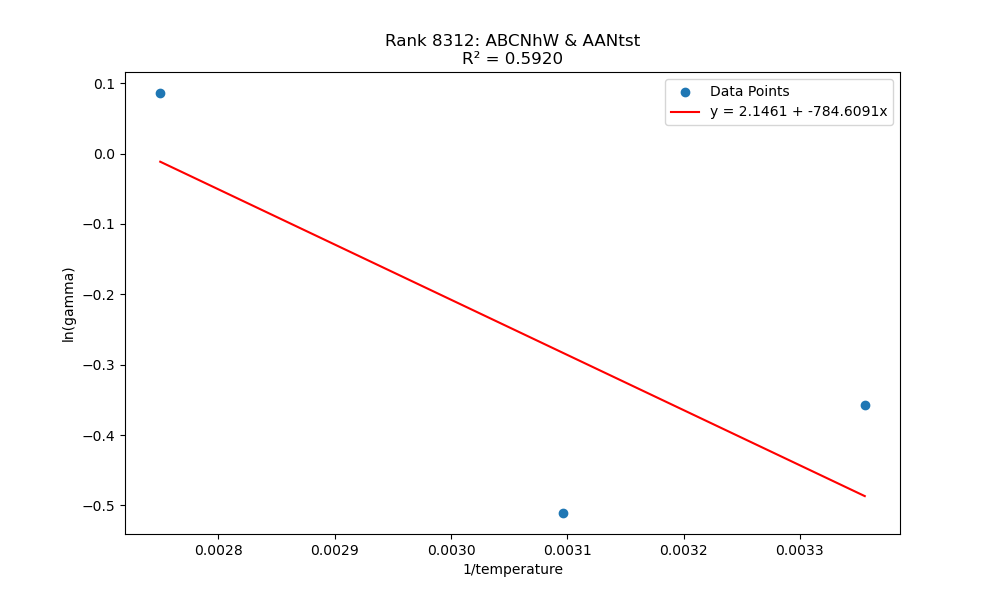 Rank 8312: ABCNhW & AANtst
R² = 0.5920
Data Points
y = 2.1461 + -784.6091x
ln(gamma)
0.1
0.0
−0.1
−0.2
−0.3
−0.4
−0.5
0.0028
0.0029
0.0030
0.0031
0.0032
0.0033
1/temperature